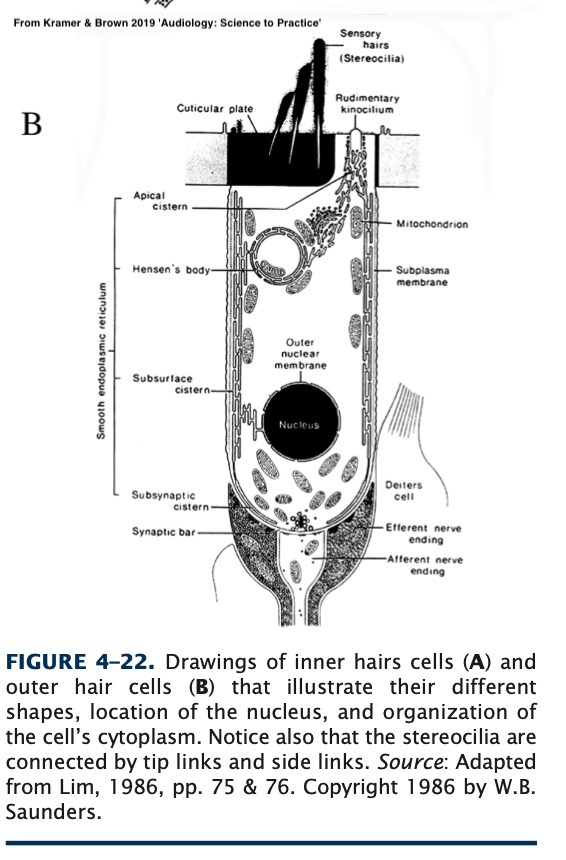 From Kramer & Brown 2019 'Audiology: Science to Practice'
B
Sensory
hairs
(Stereocilia)
Cuticular plate
Rudimentary
kinocilium
Apical
cistern
Mitochondrion
Hensen's body
Subplasma
membrane
Smooth endoplasmic reticulum
Outer
nuclear
membrane
Subsurface
cistern
Nucleus
Deiters
cell
Subsynaptic
cistern
Synaptic bar
Efferent nerve
ending
Afferent nerve
ending
FIGURE 4–22. Drawings of inner hairs cells (A) and
outer hair cells (B) that illustrate their different
shapes, location of the nucleus, and organization of
the cell's cytoplasm. Notice also that the stereocilia are
connected by tip links and side links. Source: Adapted
from Lim, 1986, pp. 75 & 76. Copyright 1986 by W.B.
Saunders.